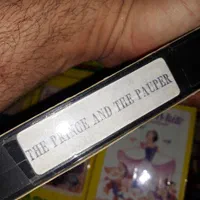 THE PRINCE AND THE PAUPER